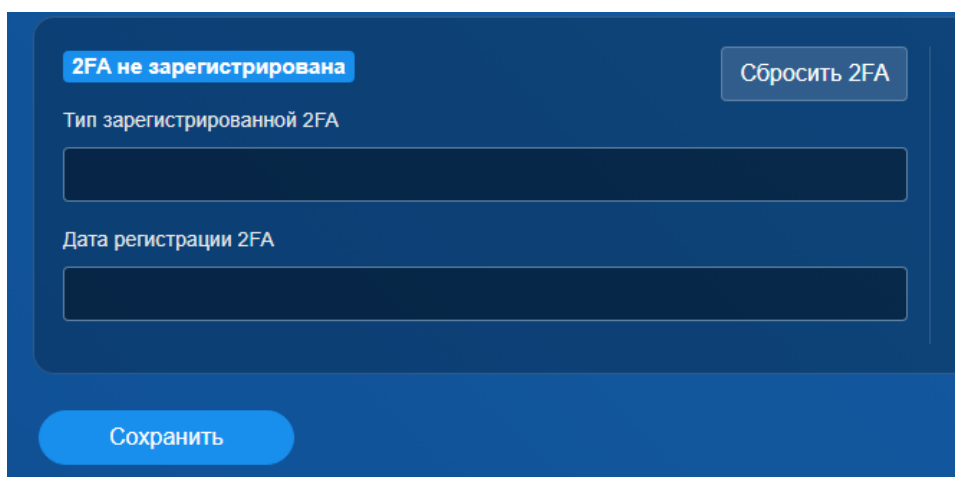 2FA не зарегистрирована
Сбросить 2FA
Тип зарегистрированной 2FA
Дата регистрации 2FA
Сохранить